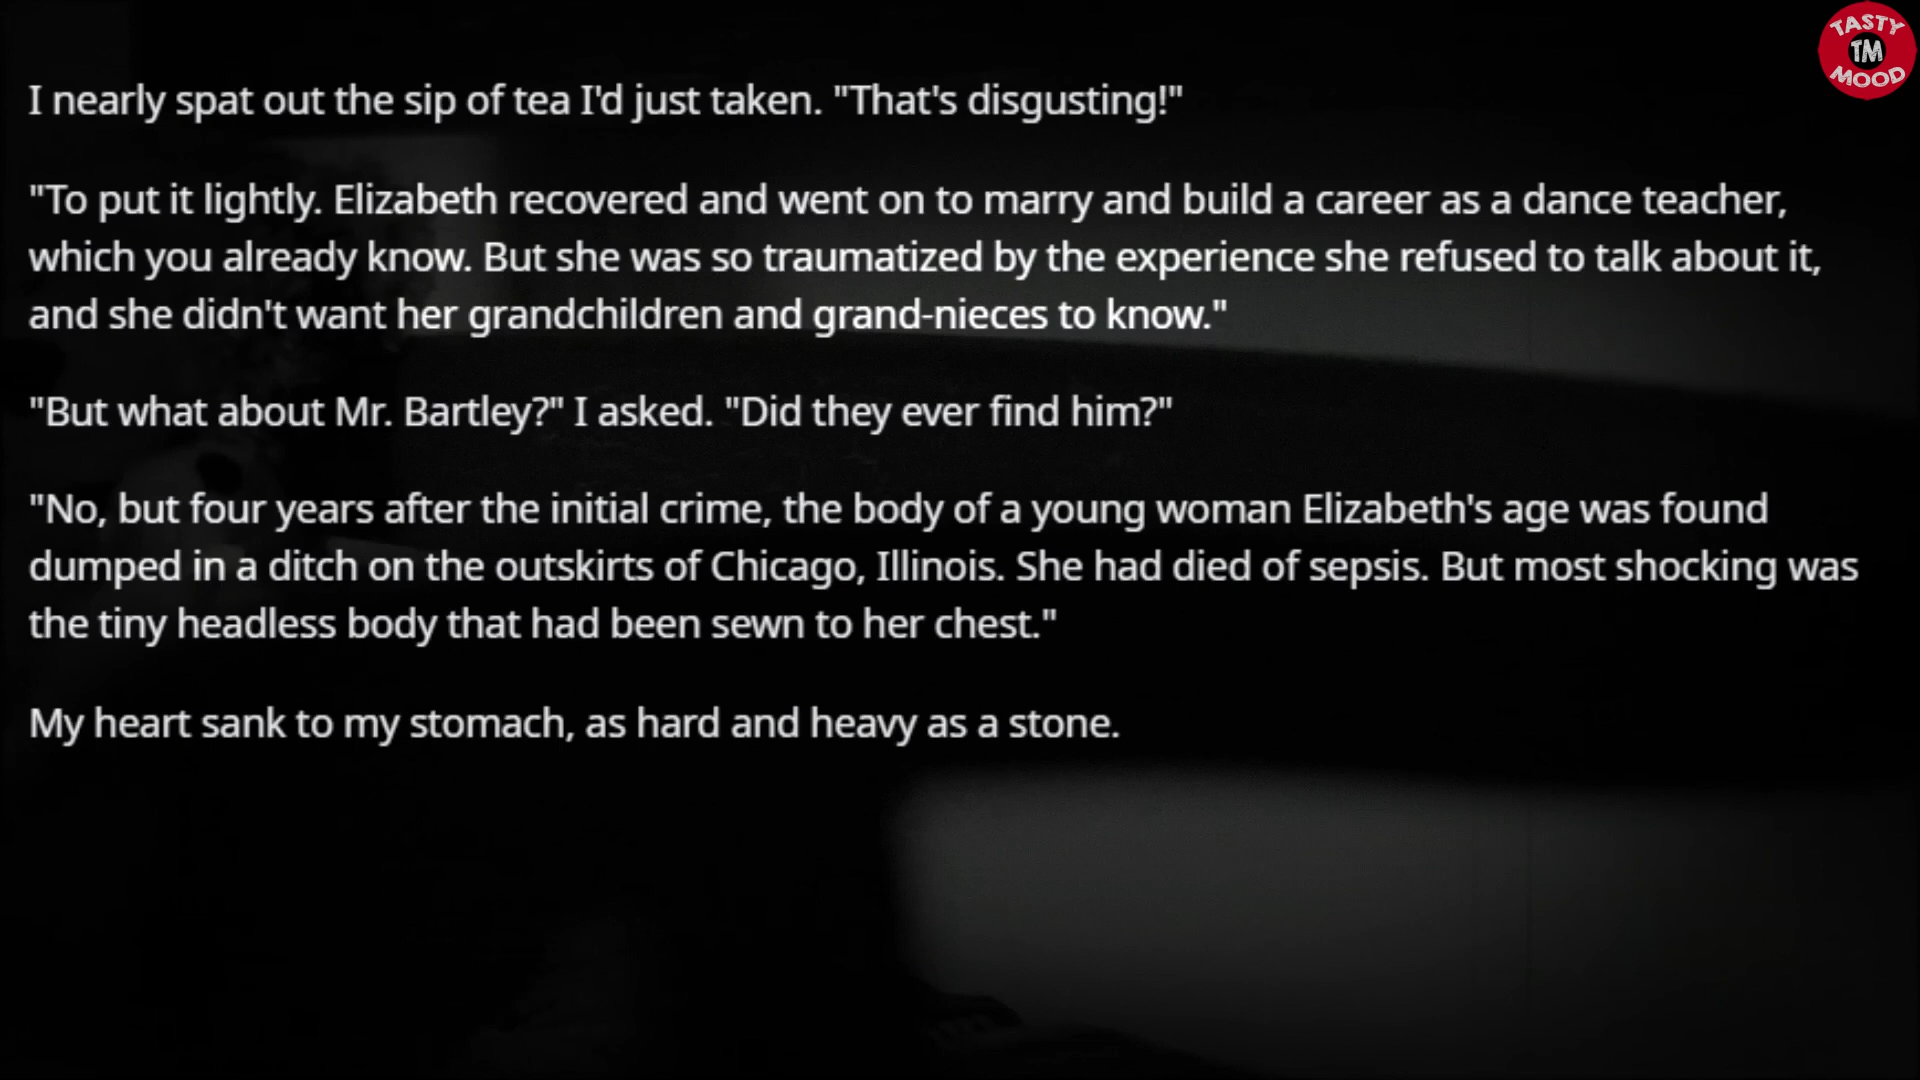 TASTY
TM
MOOD
I nearly spat out the sip of tea I'd just taken. "That's disgusting!"
"To put it lightly. Elizabeth recovered and went on to marry and build a career as a dance teacher,
which you already know. But she was so traumatized by the experience she refused to talk about it,
and she didn't want her grandchildren and grand-nieces to know."
"But what about Mr. Bartley?" I asked. "Did they ever find him?"
"No, but four years after the initial crime, the body of a young woman Elizabeth's age was found
dumped in a ditch on the outskirts of Chicago, Illinois. She had died of sepsis. But most shocking was
the tiny headless body that had been sewn to her chest."
My heart sank to my stomach, as hard and heavy as a stone.